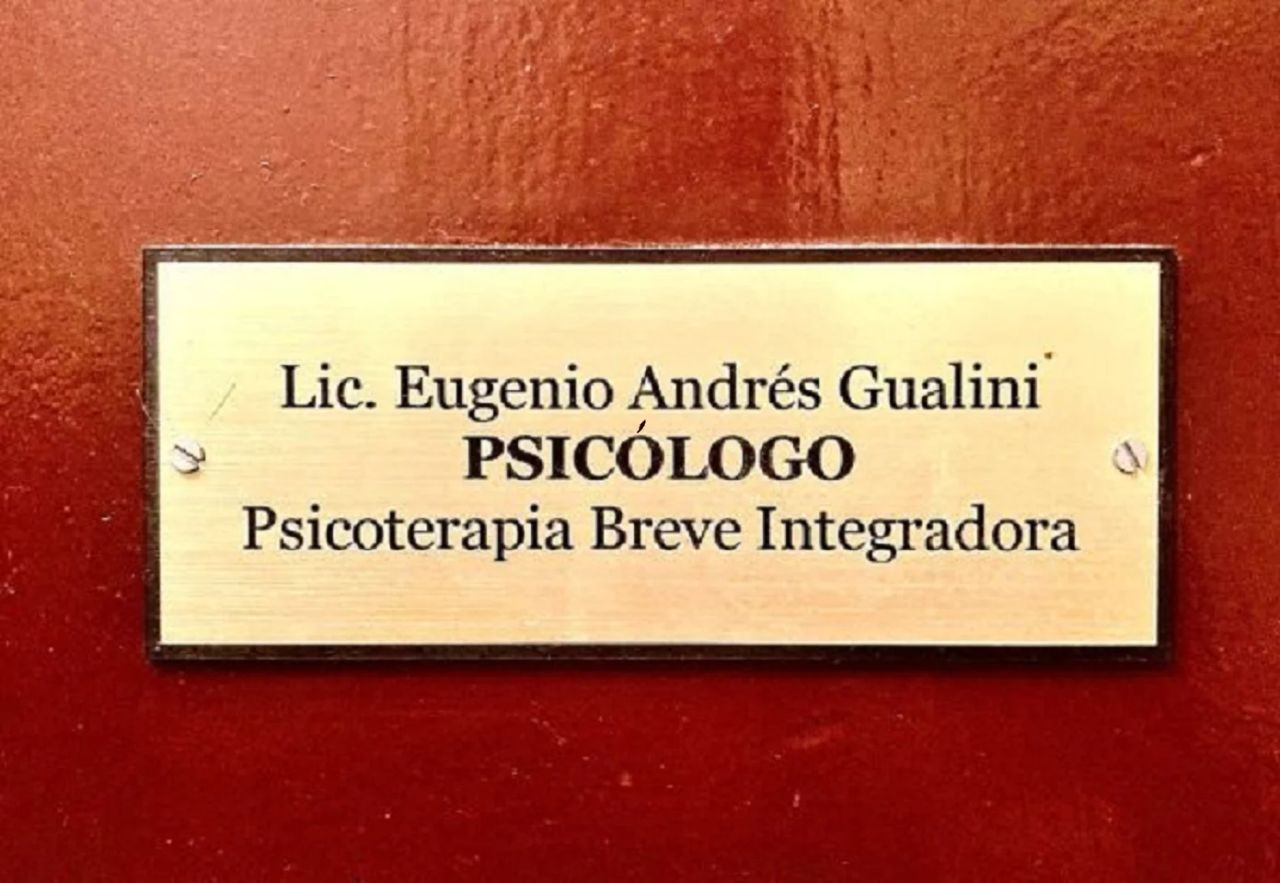 Lic. Eugenio Andrés Gualini
PSICÓLOGO
Psicoterapia Breve Integradora